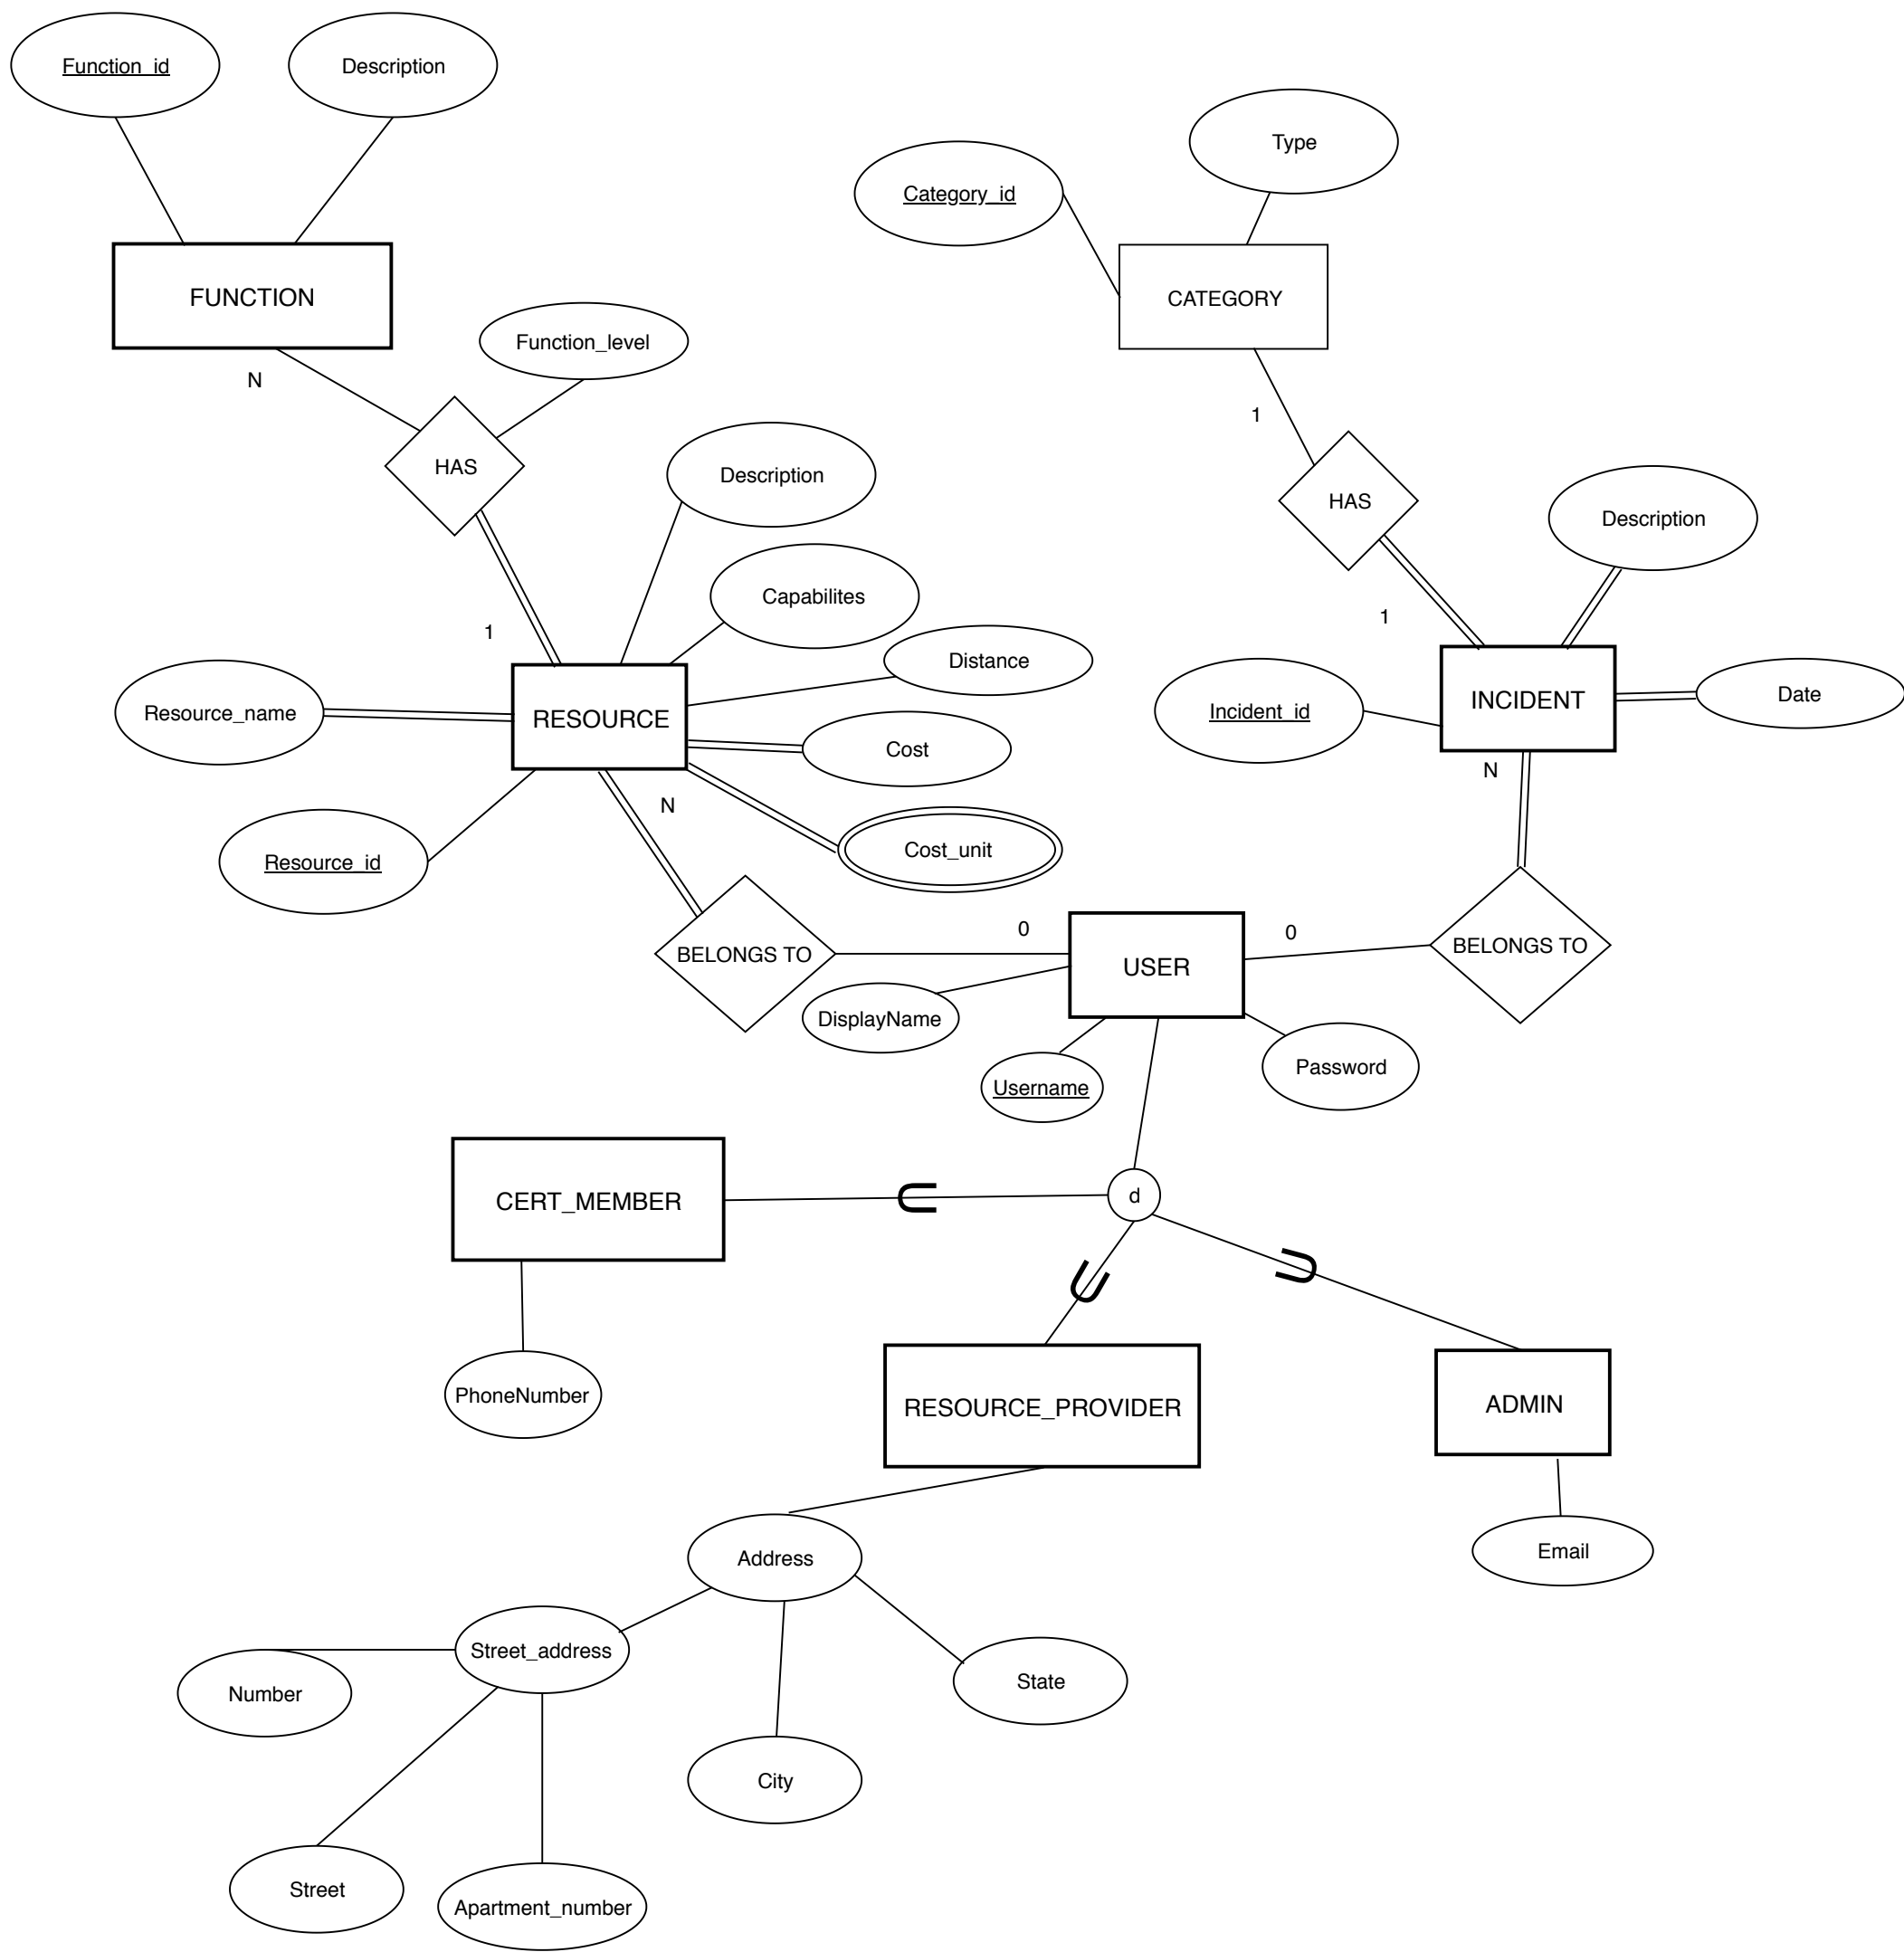 Function_id
Description
Type
Category_id
FUNCTION
CATEGORY
Function_level
N
1
HAS
Description
HAS
Description
Capabilites
1
1
Distance
Resource_name
RESOURCE
Incident_id
INCIDENT
Date
Cost
N
N
Cost_unit
Resource_id
0
0
BELONGS TO
USER
BELONGS TO
DisplayName
Username
Password
CERT_MEMBER
d
RESOURCE_PROVIDER
ADMIN
PhoneNumber
Address
Email
Street_address
Number
State
City
Street
Apartment_number